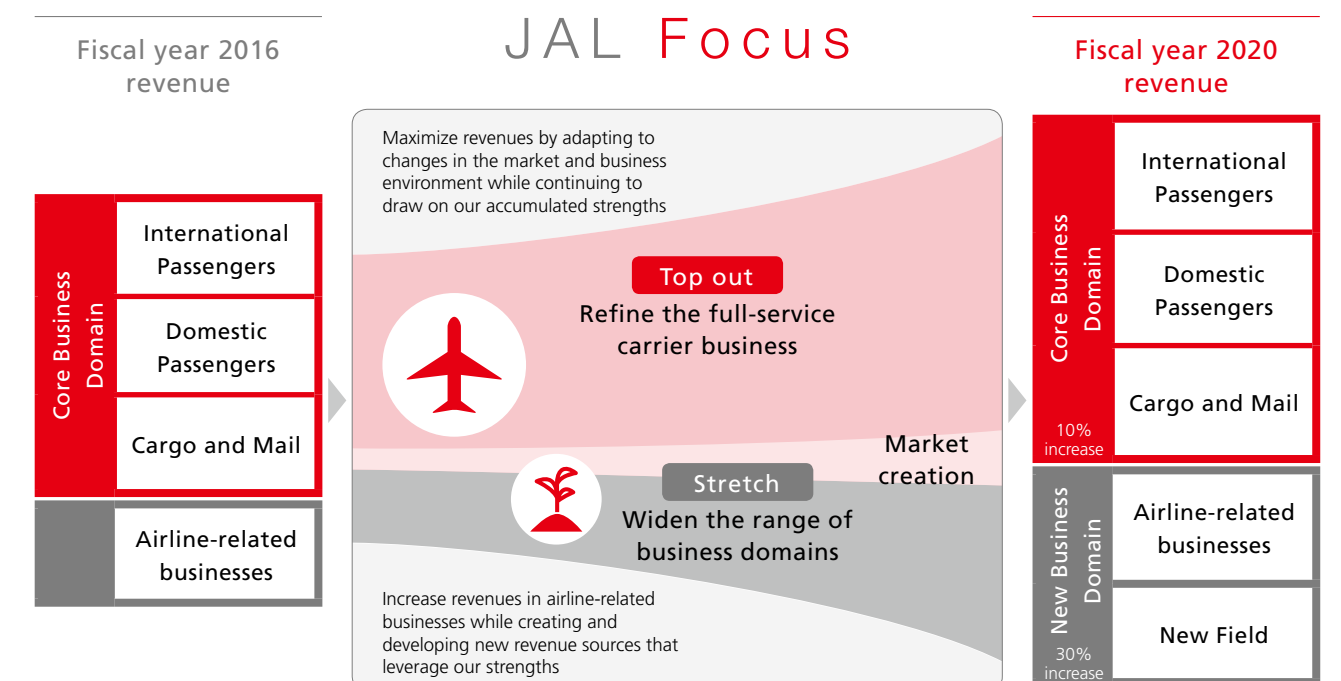 JAL Focus
Fiscal year 2016
revenue
Core Business
Domain
International
Passengers
Domestic
Passengers
Cargo and Mail
Airline-related
businesses
Maximize revenues by adapting to
changes in the market and business
environment while continuing to
draw on our accumulated strengths
Top out
Refine the full-service
carrier business
Market
creation
Stretch
Widen the range of
business domains
Increase revenues in airline-related
businesses while creating and
developing new revenue sources that
leverage our strengths
Fiscal year 2020
revenue
Core Business
Domain
10%
increase
International
Passengers
Domestic
Passengers
Cargo and Mail
New Business
Domain
30%
increase
Airline-related
businesses
New Field